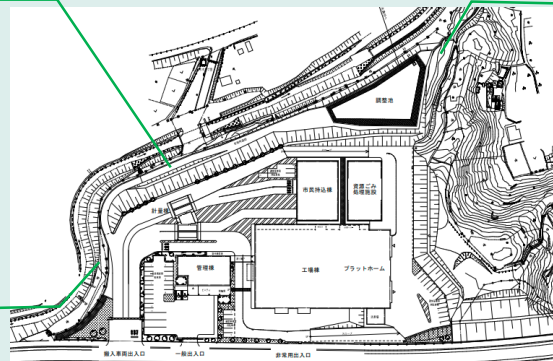 調整池
市民持込棟
資源ごみ
処理施設
計量棟
管理棟
工場棟
プラットホーム
搬入車両出入口
一般出入口
非常用出入口